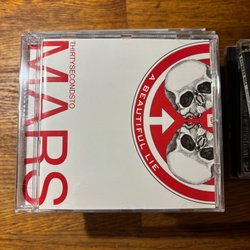 THIRTYSECONDSTO
MARS
A BEAUTIFUL LIE